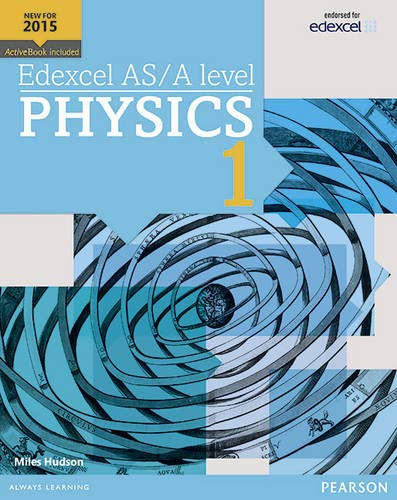 NEW FOR
2015
ActiveBook included
endorsed for
edexcel
Edexcel AS/A level
PHYSICS
1
Miles Hudson
ALWAYS LEARNING
PEARSON